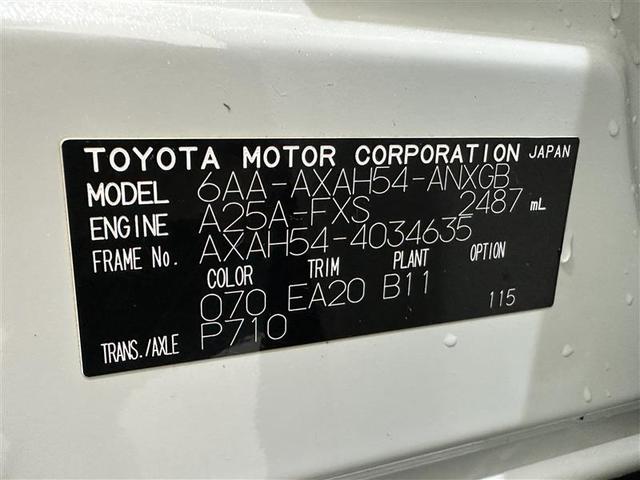 TOYOTA MOTOR CORPORATION JAPAN
MODEL 6AA-AXAH54-ANXGB
ENGINE A25A-FXS 2487 mL
FRAME No. AXAH54-4034635
COLOR TRIM PLANT OPTION
070 EA20 B11 115
TRANS./AXLE P710